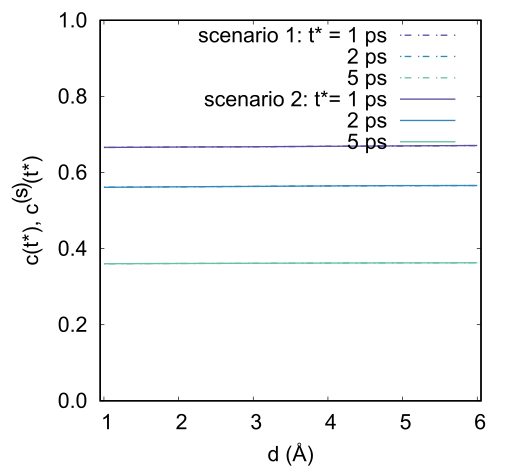 1.0
0.8
0.6
0.4
0.2
0.0
c(t*), c(s)(t*)
scenario 1: t* = 1 ps
2 ps
5 ps
scenario 2: t*= 1 ps
2 ps
5 ps
1 2 3 4 5 6
d (Å)